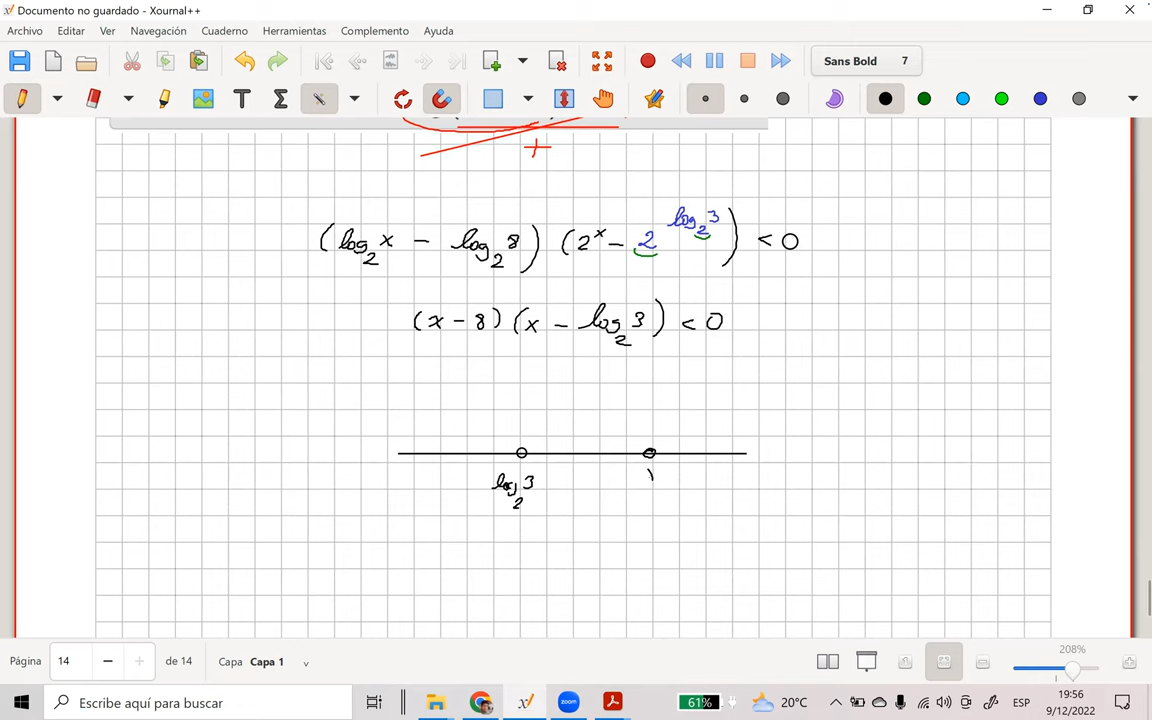 Documento no guardado - Xournal++
Archivo Editar Ver Navegación Cuaderno Herramientas Complemento Ayuda
Sans Bold 7
+
(log₂x - log₂8)(2ˣ - 2^log₂3) < 0
(x - 8)(x - log₂3) < 0
log₂3
Página 14 de 14 Capa Capa 1 208%
Escribe aquí para buscar
61% 20°C ESP 19:56
9/12/2022